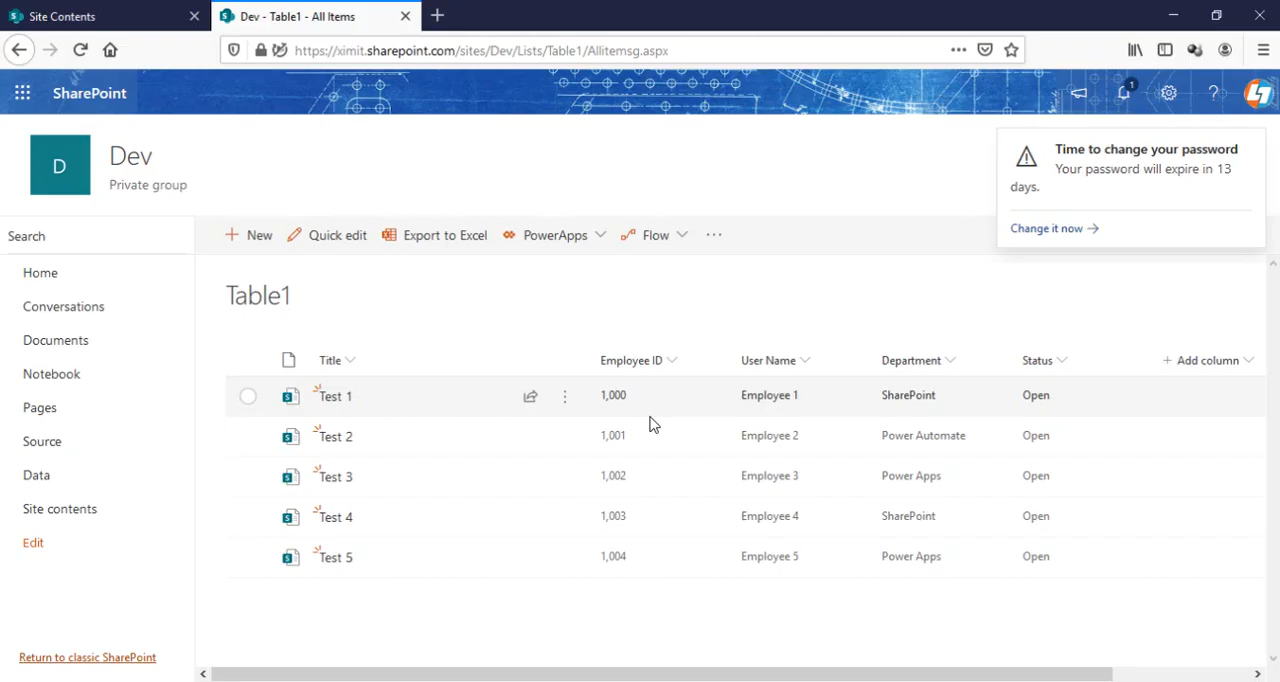 Site Contents
Dev - Table1 - All Items
https://ximit.sharepoint.com/sites/Dev/Lists/Table1/Allitemsg.aspx
SharePoint
1
?
D
Dev
Private group
Time to change your password
Your password will expire in 13
days.
Change it now
Search
New
Quick edit
Export to Excel
PowerApps
Flow
Home
Conversations
Documents
Notebook
Pages
Source
Data
Site contents
Edit
Return to classic SharePoint
Table1
Title Employee ID User Name Department Status + Add column
Test 1 1,000 Employee 1 SharePoint Open
Test 2 1,001 Employee 2 Power Automate Open
Test 3 1,002 Employee 3 Power Apps Open
Test 4 1,003 Employee 4 SharePoint Open
Test 5 1,004 Employee 5 Power Apps Open